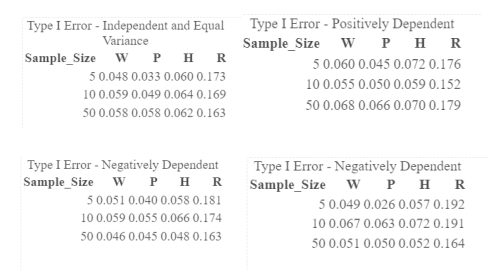 Type I Error - Independent and Equal
Variance
Sample_Size W P H R
5 0.048 0.033 0.060 0.173
10 0.059 0.049 0.064 0.169
50 0.058 0.058 0.062 0.163
Type I Error - Positively Dependent
Sample_Size W P H R
5 0.060 0.045 0.072 0.176
10 0.055 0.050 0.059 0.152
50 0.068 0.066 0.070 0.179
Type I Error - Negatively Dependent
Sample_Size W P H R
5 0.051 0.040 0.058 0.181
10 0.059 0.055 0.066 0.174
50 0.046 0.045 0.048 0.163
Type I Error - Negatively Dependent
Sample_Size W P H R
5 0.049 0.026 0.057 0.192
10 0.067 0.063 0.072 0.191
50 0.051 0.050 0.052 0.164